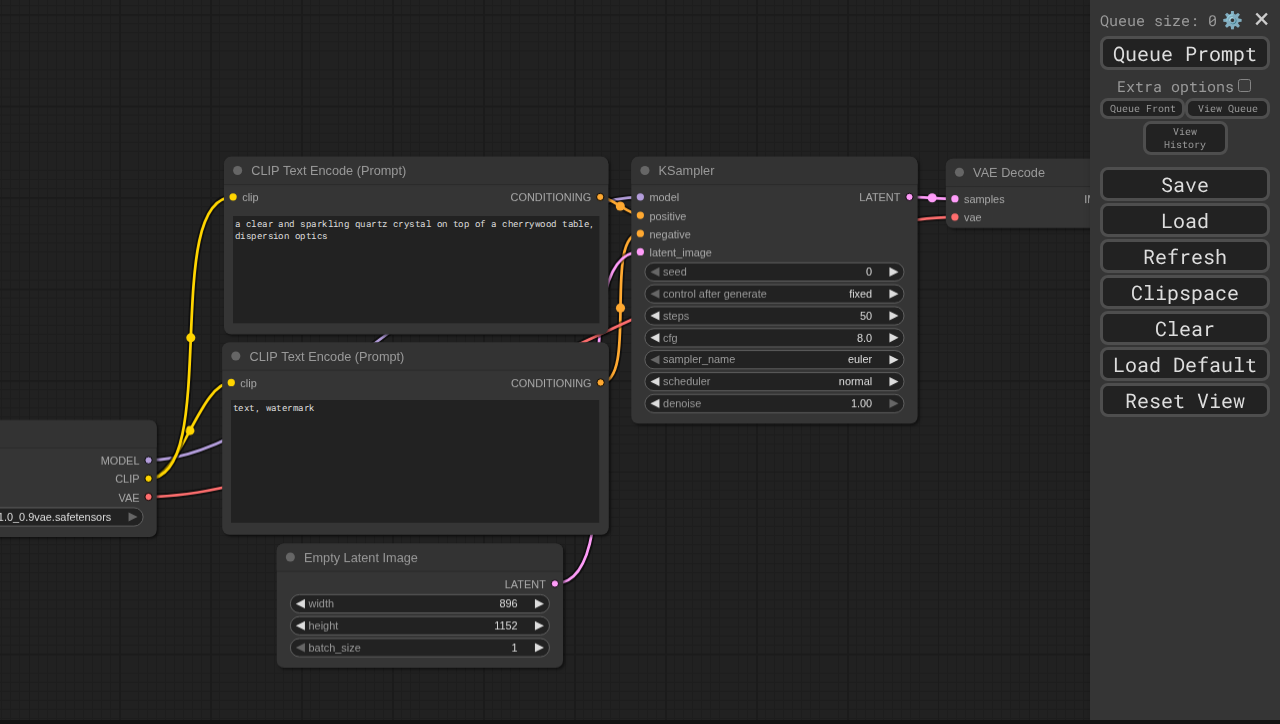 Queue size: 0
Queue Prompt
Extra options
Queue Front
View Queue
View
History
Save
Load
Refresh
Clipspace
Clear
Load Default
Reset View
MODEL
CLIP
VAE
1.0_0.9vae.safetensors
CLIP Text Encode (Prompt)
clip CONDITIONING
a clear and sparkling quartz crystal on top of a cherrywood table,
dispersion optics
CLIP Text Encode (Prompt)
clip CONDITIONING
text, watermark
Empty Latent Image
LATENT
width 896
height 1152
batch_size 1
KSampler
model LATENT
positive
negative
latent_image
seed 0
control after generate fixed
steps 50
cfg 8.0
sampler_name euler
scheduler normal
denoise 1.00
VAE Decode
samples
vae